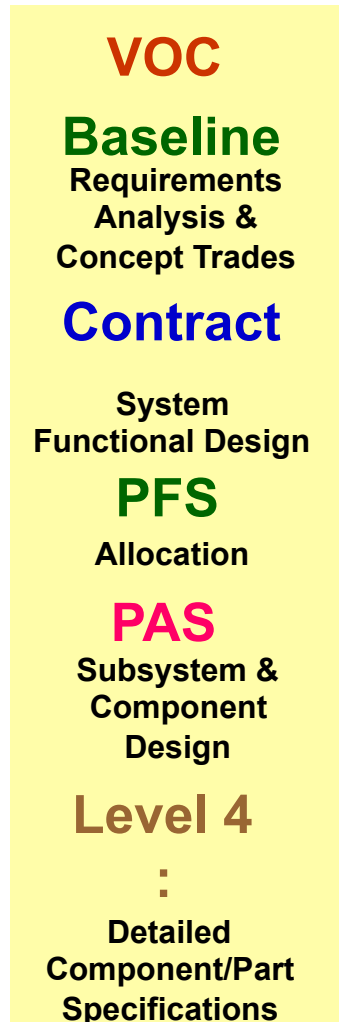 VOC
Baseline
Requirements
Analysis &
Concept Trades
Contract
System
Functional Design
PFS
Allocation
PAS
Subsystem &
Component
Design
Level 4
:
Detailed
Component/Part
Specifications